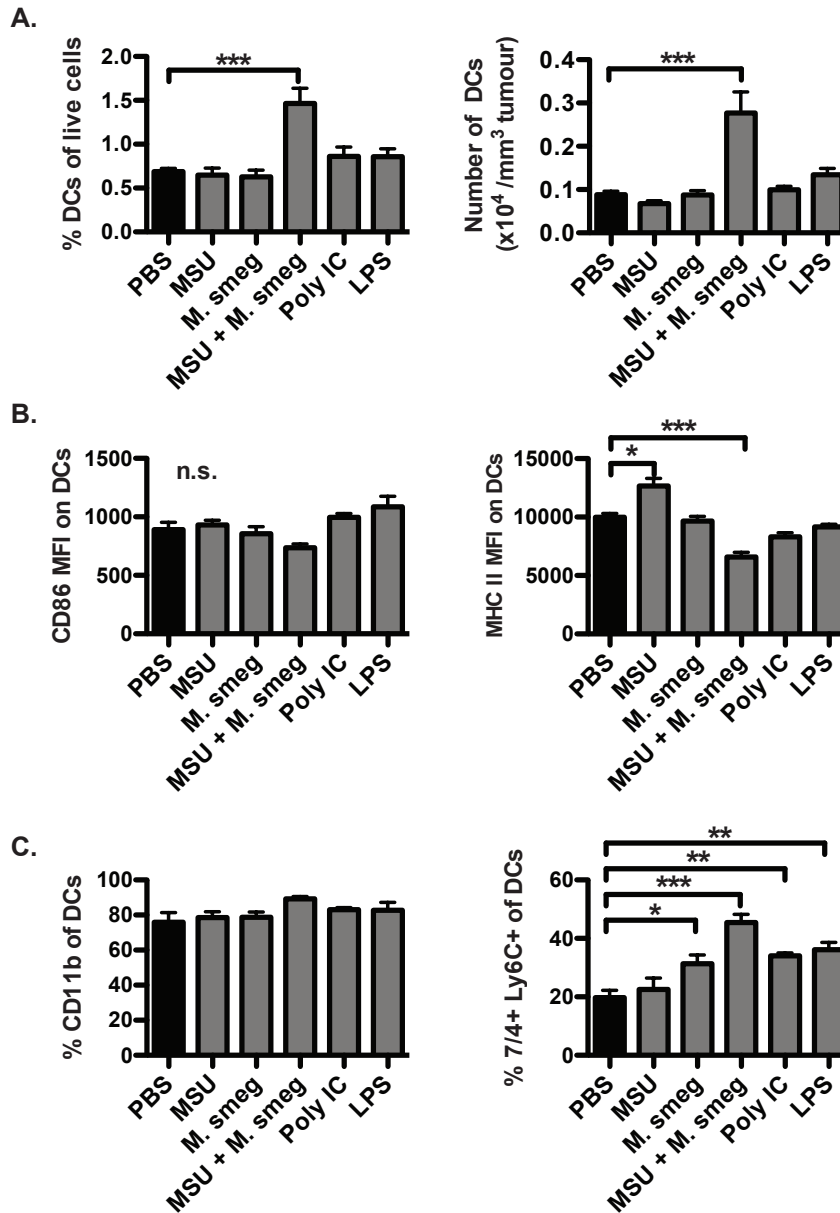 A.
% DCs of live cells
2.0
1.5
1.0
0.5
0.0
***
PBS
MSU
M. smeg
MSU + M. smeg
Poly IC
LPS
Number of DCs
(x10⁴ /mm³ tumour)
0.4
0.3
0.2
0.1
0.0
***
PBS
MSU
M. smeg
MSU + M. smeg
Poly IC
LPS
B.
CD86 MFI on DCs
1500
1000
500
0
n.s.
PBS
MSU
M. smeg
MSU + M. smeg
Poly IC
LPS
MHC II MFI on DCs
15000
10000
5000
0
***
*
PBS
MSU
M. smeg
MSU + M. smeg
Poly IC
LPS
C.
% CD11b of DCs
100
80
60
40
20
0
PBS
MSU
M. smeg
MSU + M. smeg
Poly IC
LPS
% 7/4+ Ly6C+ of DCs
60
40
20
0
**
**
***
*
PBS
MSU
M. smeg
MSU + M. smeg
Poly IC
LPS